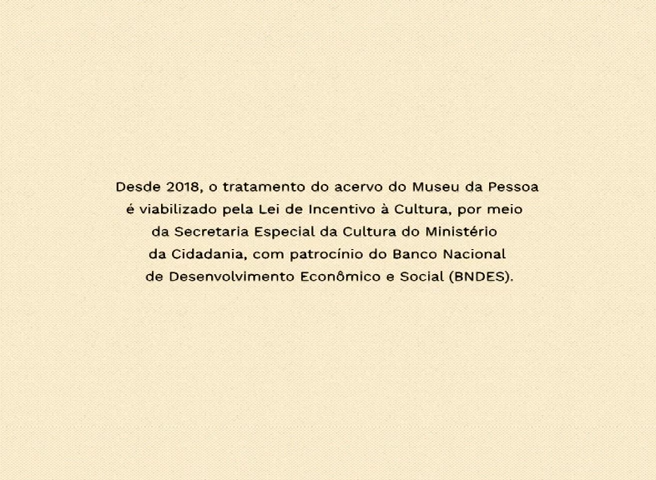 Desde 2018, o tratamento do acervo do Museu da Pessoa
é viabilizado pela Lei de Incentivo à Cultura, por meio
da Secretaria Especial da Cultura do Ministério
da Cidadania, com patrocínio do Banco Nacional
de Desenvolvimento Econômico e Social (BNDES).